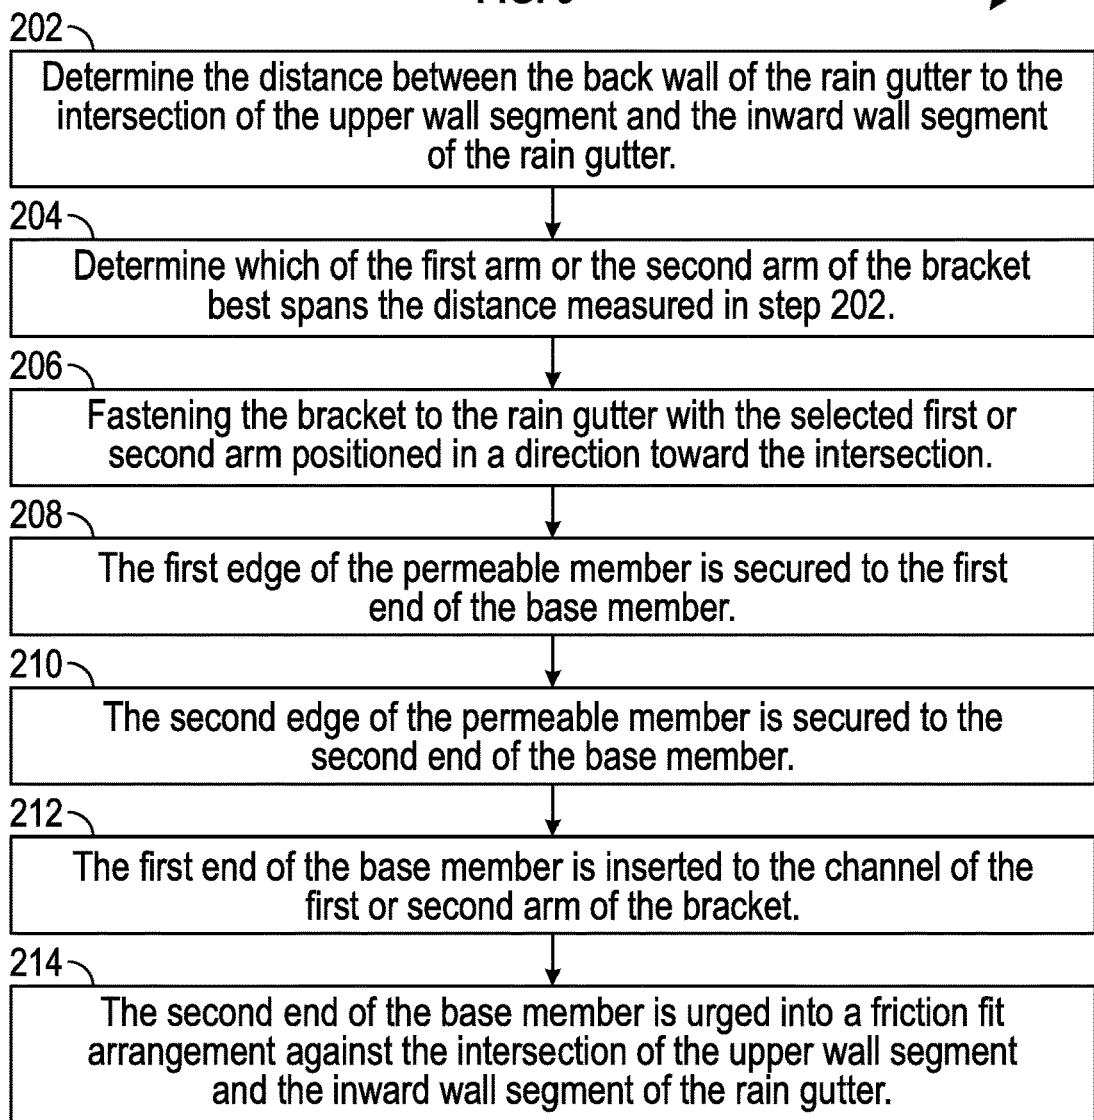 202
Determine the distance between the back wall of the rain gutter to the
intersection of the upper wall segment and the inward wall segment
of the rain gutter.
204
Determine which of the first arm or the second arm of the bracket
best spans the distance measured in step 202.
206
Fastening the bracket to the rain gutter with the selected first or
second arm positioned in a direction toward the intersection.
208
The first edge of the permeable member is secured to the first
end of the base member.
210
The second edge of the permeable member is secured to the
second end of the base member.
212
The first end of the base member is inserted to the channel of the
first or second arm of the bracket.
214
The second end of the base member is urged into a friction fit
arrangement against the intersection of the upper wall segment
and the inward wall segment of the rain gutter.